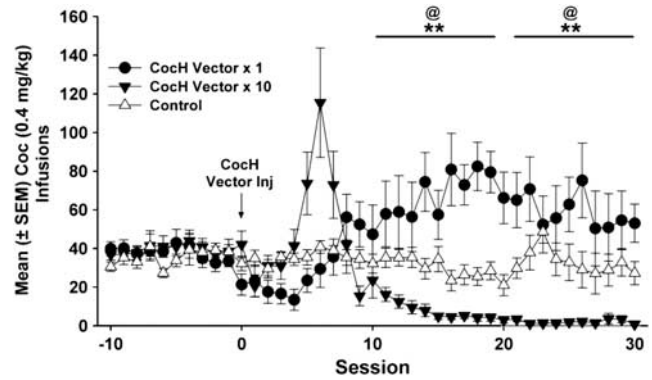 @ @
** **
160
140
120
100
80
60
40
20
0
Mean (± SEM) Coc (0.4 mg/kg)
Infusions
CocH Vector x 1
CocH Vector x 10
Control
CocH
Vector Inj
-10 0 10 20 30
Session